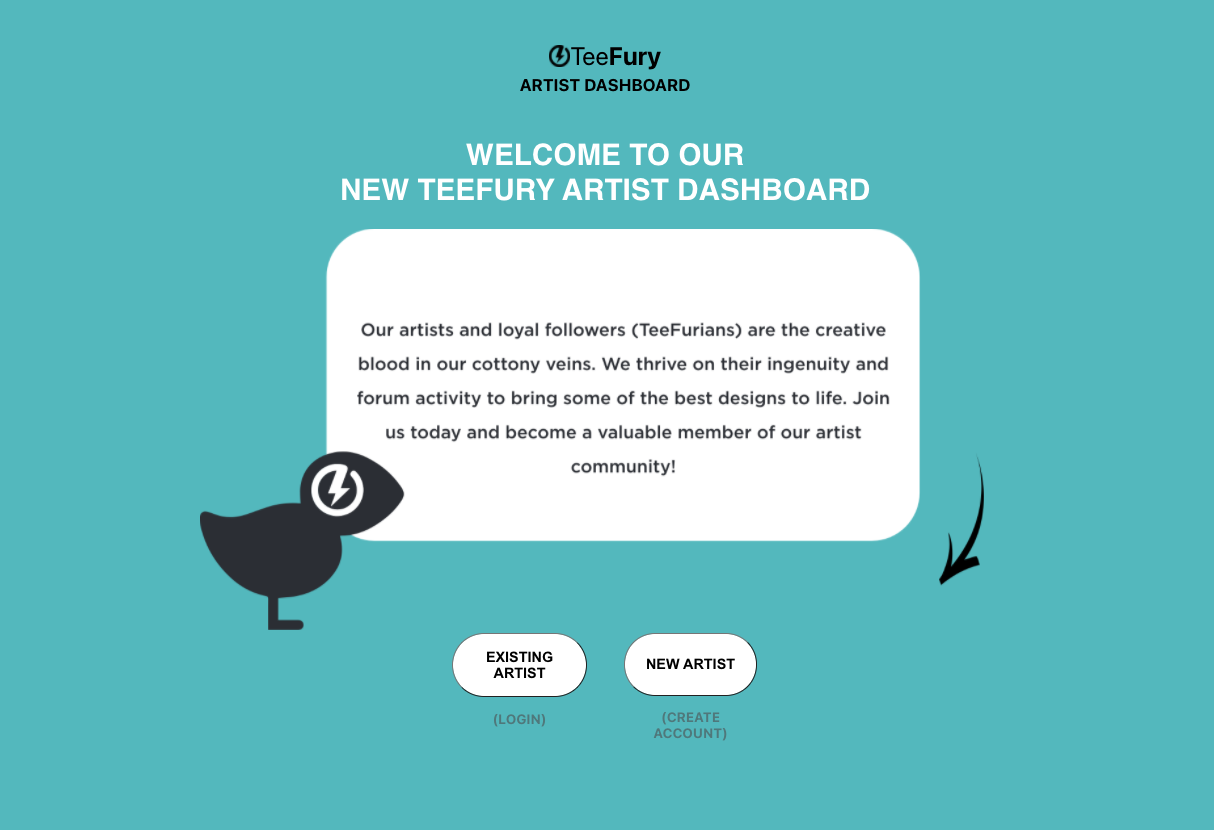 TeeFury
ARTIST DASHBOARD
WELCOME TO OUR
NEW TEEFURY ARTIST DASHBOARD
Our artists and loyal followers (TeeFurians) are the creative
blood in our cottony veins. We thrive on their ingenuity and
forum activity to bring some of the best designs to life. Join
us today and become a valuable member of our artist
community!
EXISTING
ARTIST
NEW ARTIST
(LOGIN)
(CREATE
ACCOUNT)